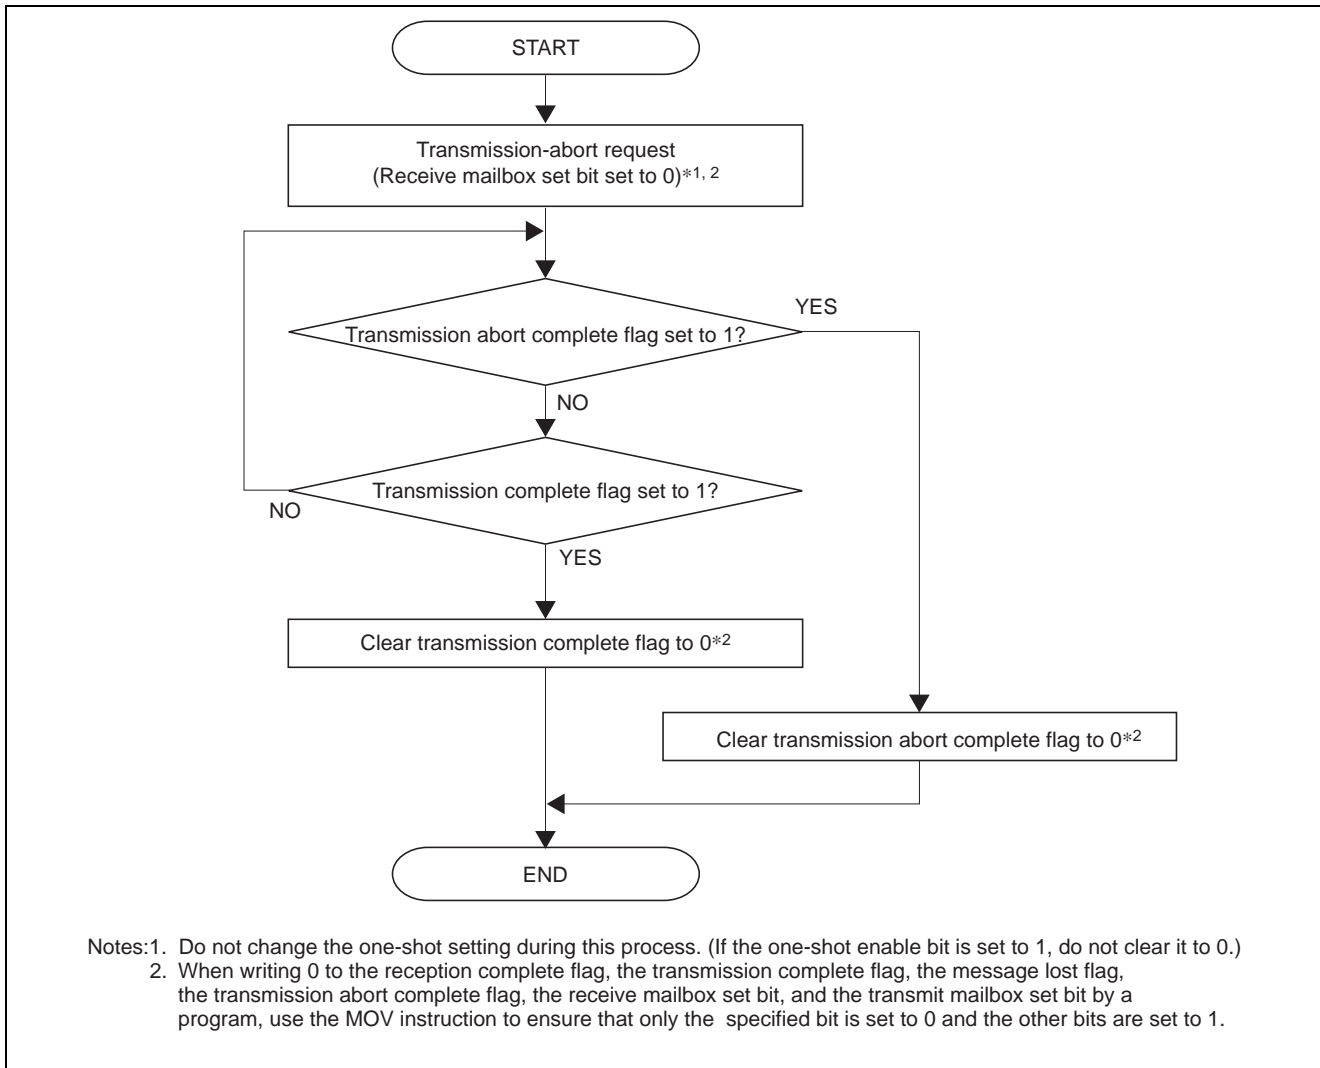 START
Transmission-abort request
(Receive mailbox set bit set to 0)*1, 2
YES
Transmission abort complete flag set to 1?
NO
Transmission complete flag set to 1?
NO
YES
Clear transmission complete flag to 0*2
Clear transmission abort complete flag to 0*2
END
Notes:1. Do not change the one-shot setting during this process. (If the one-shot enable bit is set to 1, do not clear it to 0.)
2. When writing 0 to the reception complete flag, the transmission complete flag, the message lost flag,
the transmission abort complete flag, the receive mailbox set bit, and the transmit mailbox set bit by a
program, use the MOV instruction to ensure that only the specified bit is set to 0 and the other bits are set to 1.